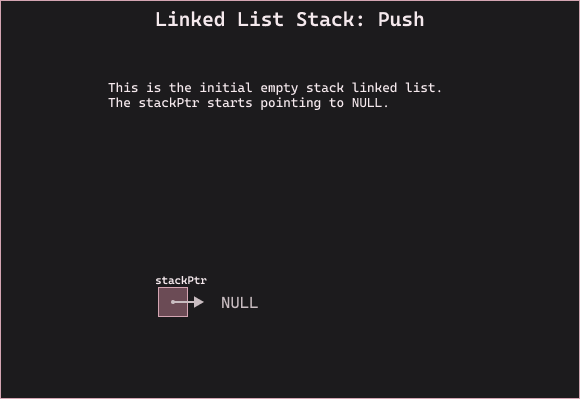 Linked List Stack: Push
This is the initial empty stack linked list.
The stackPtr starts pointing to NULL.
stackPtr
NULL